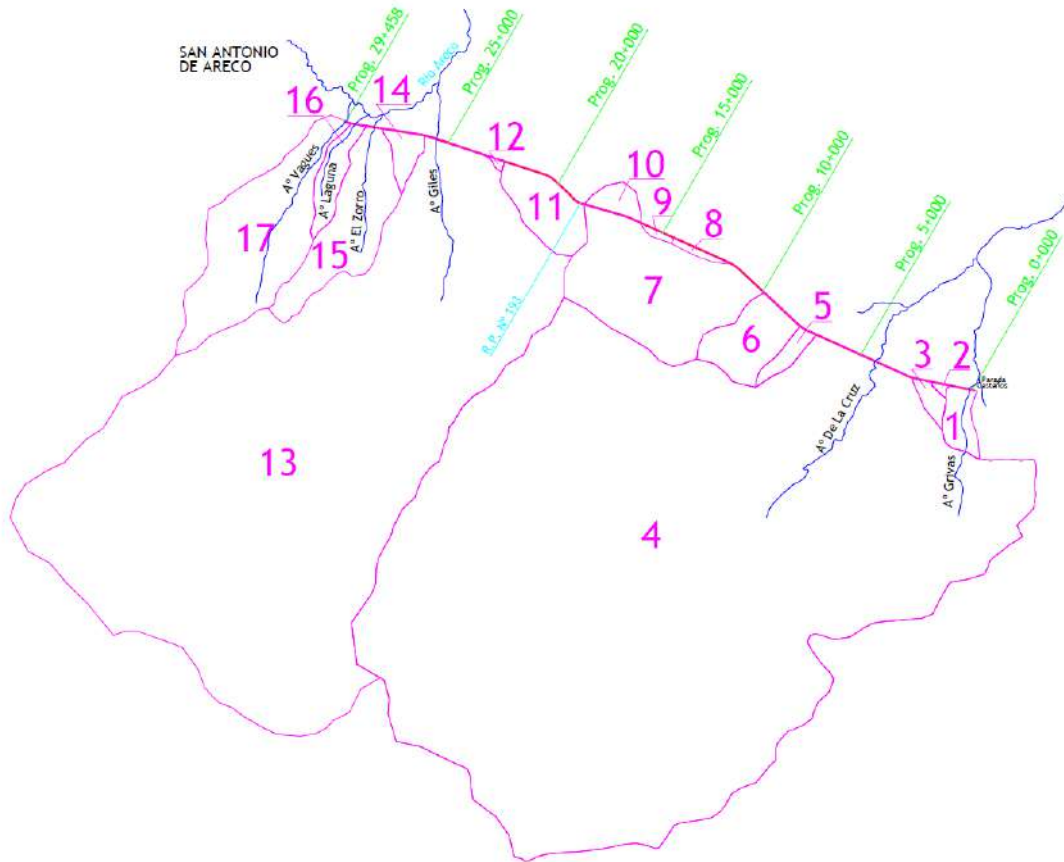 SAN ANTONIO
DE ARECO
Prog. 29+458
Río Areco
Prog. 25+000
Prog. 20+000
Prog. 15+000
Prog. 10+000
Prog. 5+000
Prog. 0+000
16
14
12
10
9
8
11
17
15
Aº Vagues
Aº Laguna
Aº El Zorro
Aº Giles
R.P. Nº 193
7
6
5
3
2
1
Parada
Aº De La Cruz
Aº Grivas
13
4